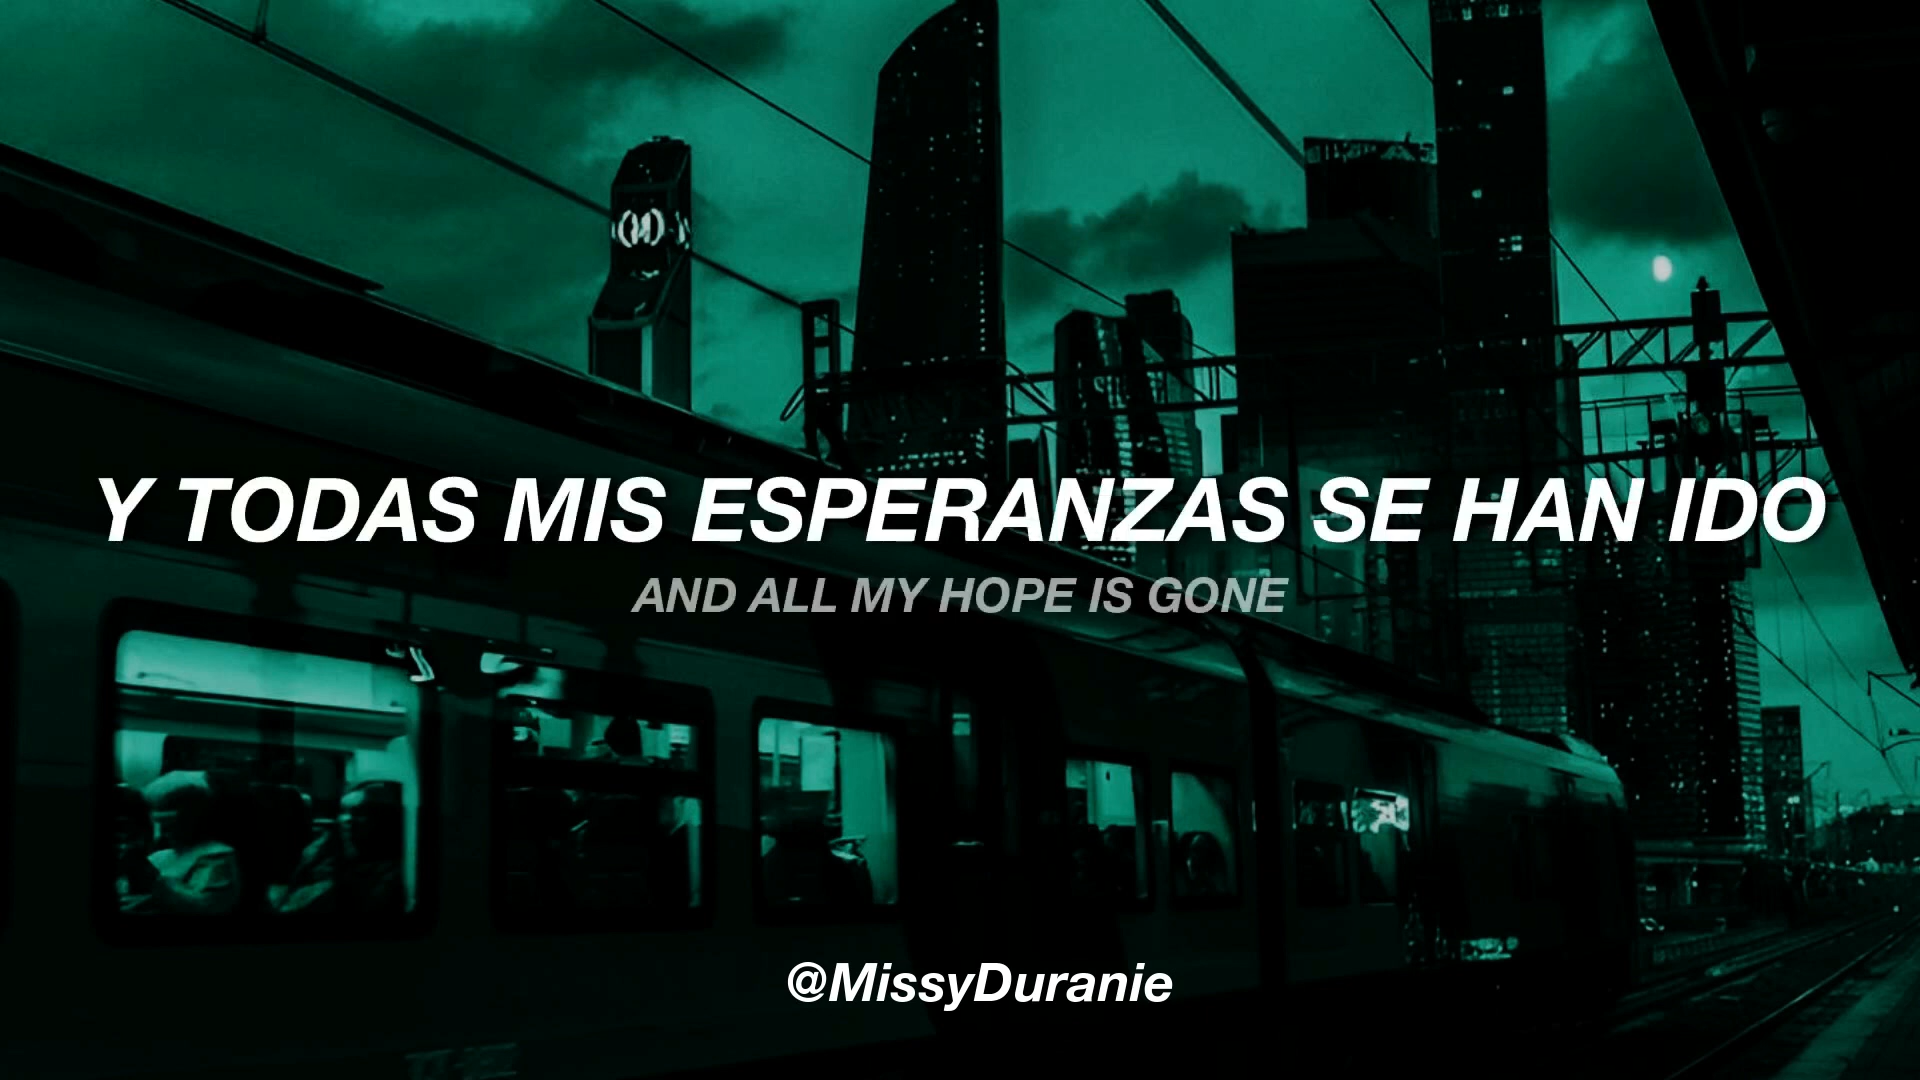 Y TODAS MIS ESPERANZAS SE HAN IDO
AND ALL MY HOPE IS GONE
@MissyDuranie